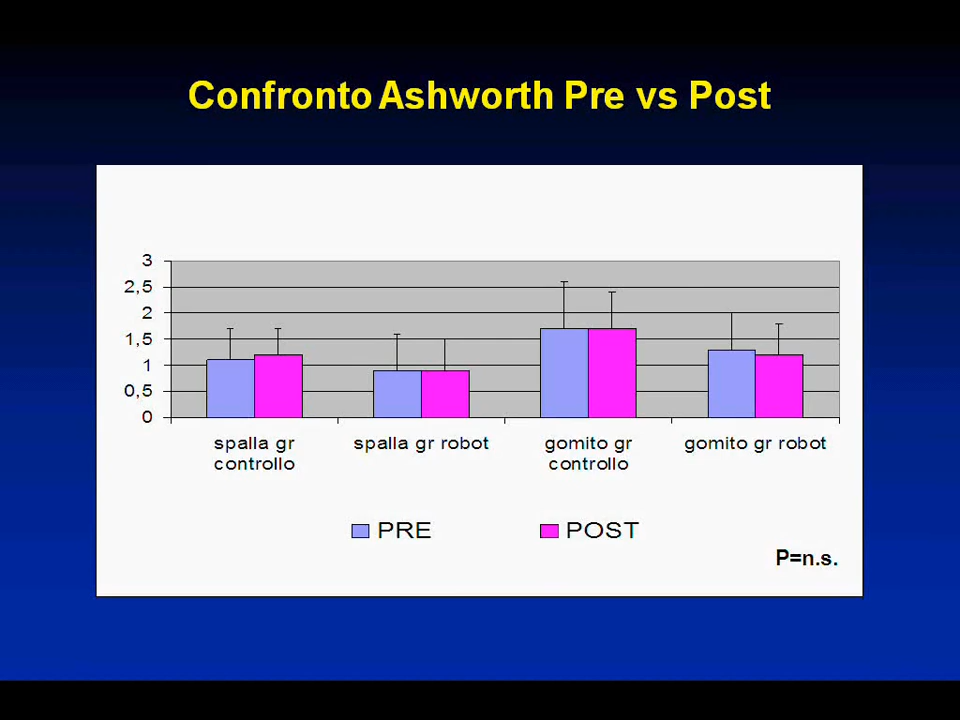 Confronto Ashworth Pre vs Post
3
2,5
2
1,5
1
0,5
0
spalla gr
controllo
spalla gr robot
gomito gr
controllo
gomito gr robot
PRE
POST
P=n.s.